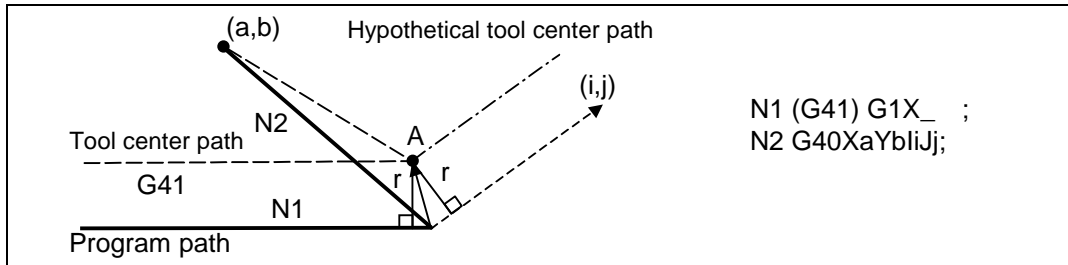 (a,b)
Hypothetical tool center path
(i,j)
N2
A
N1 (G41) G1X_ ;
N2 G40XaYbIiJj;
Tool center path
G41
r
r
N1
Program path